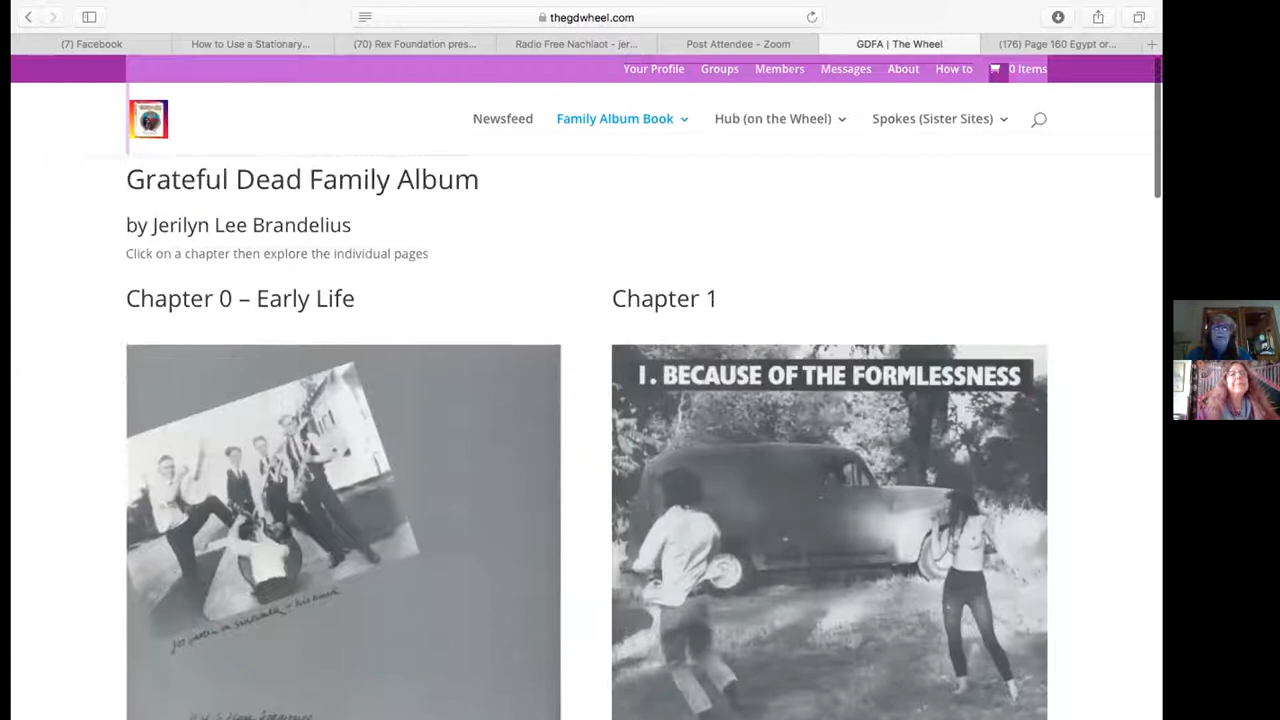 thegdwheel.com
(7) Facebook
How to Use a Stationary...
(70) Rex Foundation pres...
Radio Free Nachlaot - jer...
Post Attendee - Zoom
GDFA | The Wheel
(176) Page 160 Egypt or...
Your Profile
Groups
Members
Messages
About
How to
0 Items
Newsfeed
Family Album Book
Hub (on the Wheel)
Spokes (Sister Sites)
Grateful Dead Family Album
by Jerilyn Lee Brandelius
Click on a chapter then explore the individual pages
Chapter 0 – Early Life
Chapter 1
1. BECAUSE OF THE FORMLESSNESS